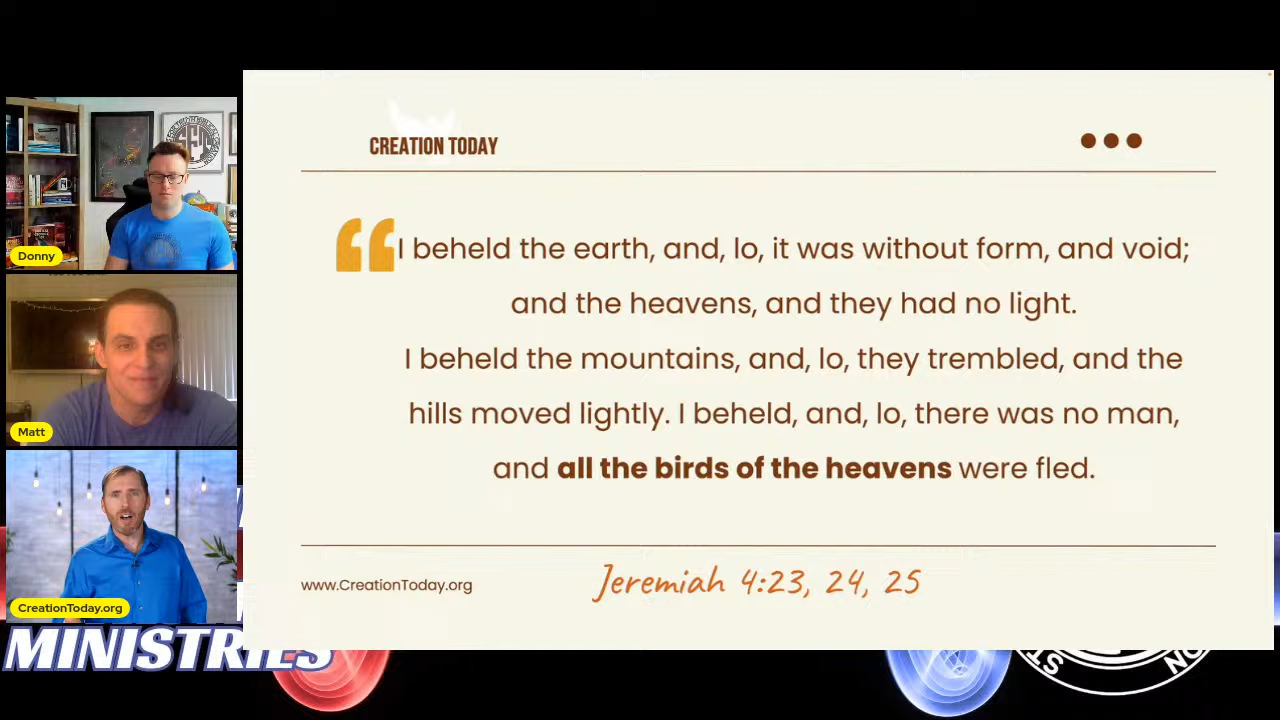 CREATION TODAY
I beheld the earth, and, lo, it was without form, and void;
and the heavens, and they had no light.
I beheld the mountains, and, lo, they trembled, and the
hills moved lightly. I beheld, and, lo, there was no man,
and all the birds of the heavens were fled.
www.CreationToday.org
Jeremiah 4:23, 24, 25
Donny
Matt
CreationToday.org
MINISTRIES